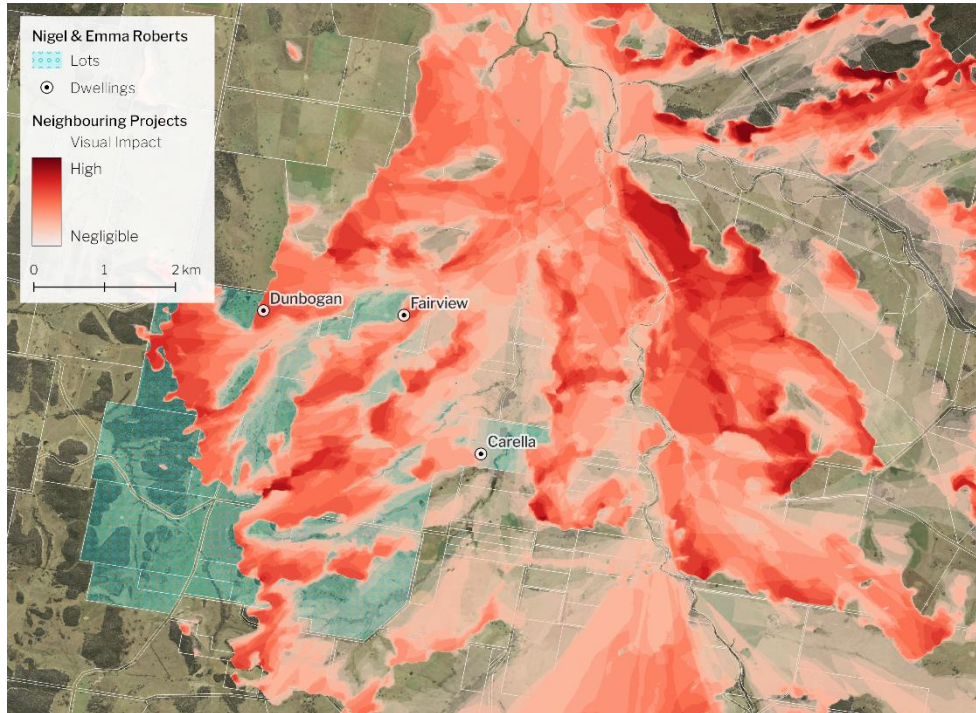 Nigel & Emma Roberts
Lots
Dwellings
Neighbouring Projects
Visual Impact
High
Negligible
0 1 2 km
Dunbogan
Fairview
Carella